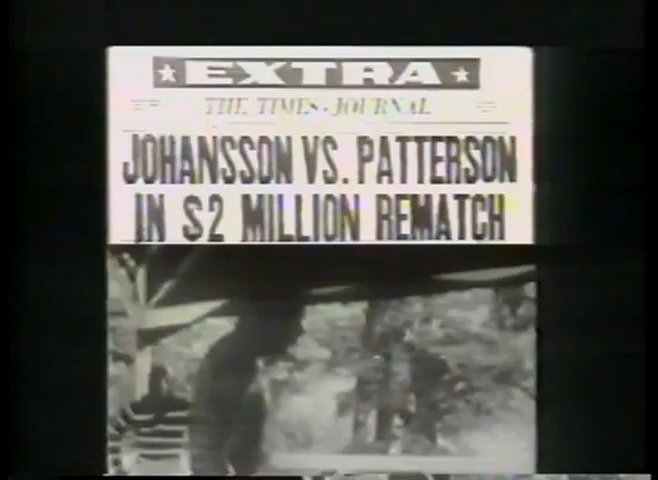 EXTRA
THE TIMES-JOURNAL
JOHANSSON VS. PATTERSON
IN $2 MILLION REMATCH